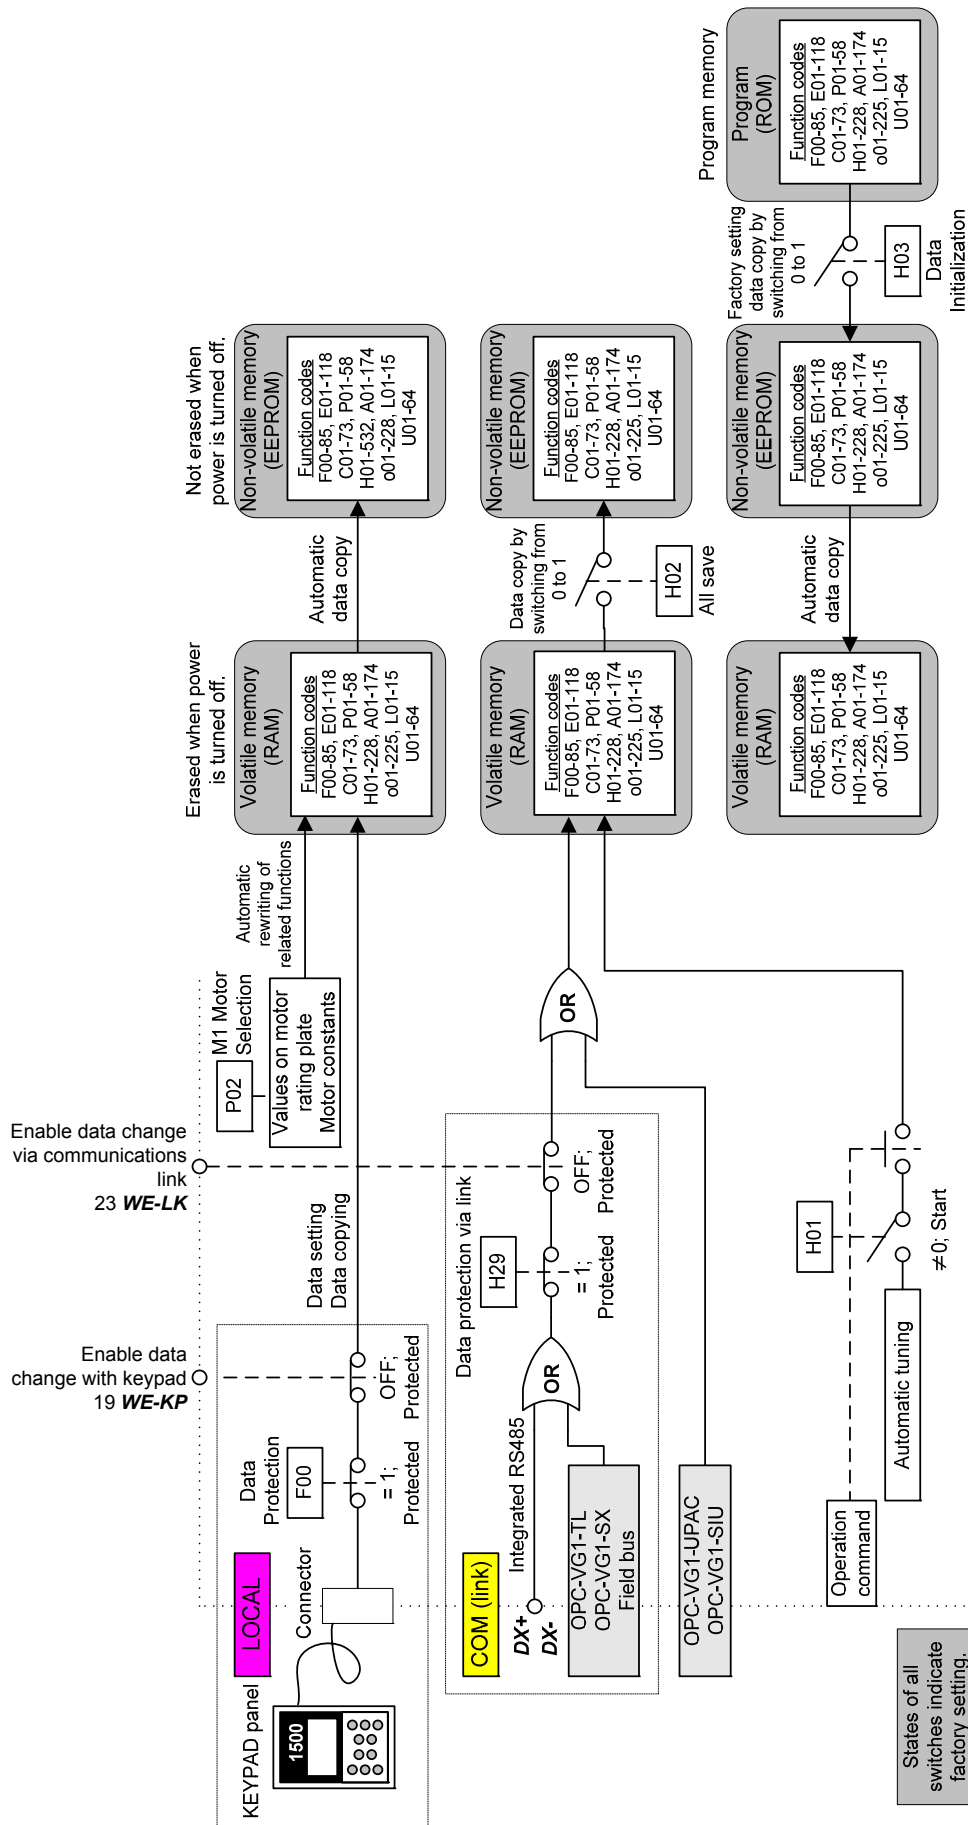 Enable data change
via communications
link
23 WE-LK
Enable data
change with keypad
19 WE-KP
KEYPAD panel
1500
LOCAL
Connector
Data
Protection
F00
= 1;
Protected
OFF;
Protected
Data setting
Data copying
P02
M1 Motor
Selection
Values on motor
rating plate
Motor constants
Automatic
rewriting of
related functions
Erased when power
is turned off.
Volatile memory
(RAM)
Function codes
F00-85, E01-118
C01-73, P01-58
H01-228, A01-174
o01-225, L01-15
U01-64
Automatic
data copy
Not erased when
power is turned off.
Non-volatile memory
(EEPROM)
Function codes
F00-85, E01-118
C01-73, P01-58
H01-532, A01-174
o01-228, L01-15
U01-64
COM (link)
DX+
DX-
Integrated RS485
OPC-VG1-TL
OPC-VG1-SX
Field bus
OR
Data protection via link
H29
= 1;
Protected
OFF;
Protected
OR
OPC-VG1-UPAC
OPC-VG1-SIU
Volatile memory
(RAM)
Function codes
F00-85, E01-118
C01-73, P01-58
H01-228, A01-174
o01-225, L01-15
U01-64
Data copy by
switching from
0 to 1
H02
All save
Non-volatile memory
(EEPROM)
Function codes
F00-85, E01-118
C01-73, P01-58
H01-228, A01-174
o01-225, L01-15
U01-64
Operation
command
Automatic tuning
H01
≠0; Start
Volatile memory
(RAM)
Function codes
F00-85, E01-118
C01-73, P01-58
H01-228, A01-174
o01-225, L01-15
U01-64
Automatic
data copy
Non-volatile memory
(EEPROM)
Function codes
F00-85, E01-118
C01-73, P01-58
H01-228, A01-174
o01-225, L01-15
U01-64
Factory setting
data copy by
switching from
0 to 1
H03
Data
Initialization
Program memory
Program
(ROM)
Function codes
F00-85, E01-118
C01-73, P01-58
H01-228, A01-174
o01-225, L01-15
U01-64
States of all
switches indicate
factory setting.